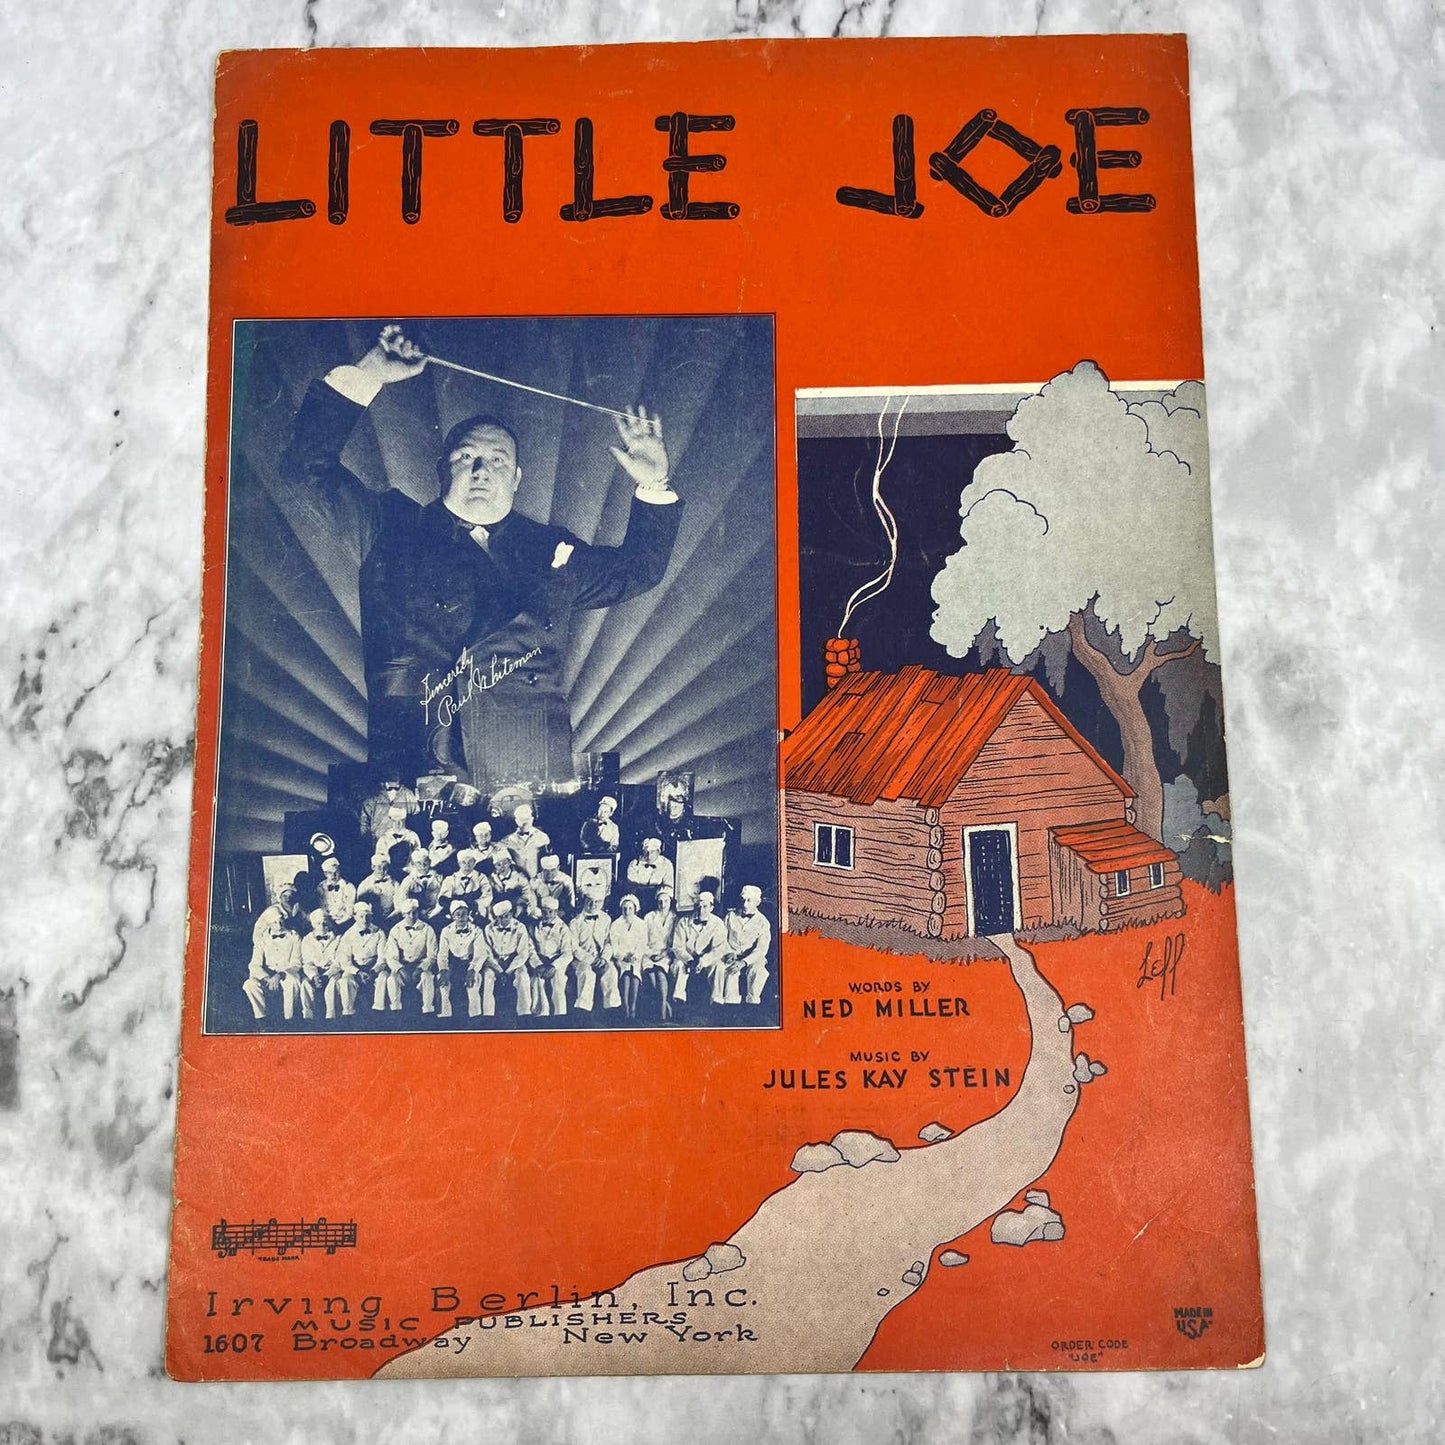 LITTLE JOE
Sincerely
Paul Whiteman
WORDS BY
NED MILLER
MUSIC BY
JULES KAY STEIN
Leff
TRADE MARK
Irving Berlin, Inc.
MUSIC PUBLISHERS
1607 Broadway New York
MADE IN
U.S.A.
ORDER CODE
"JOE"